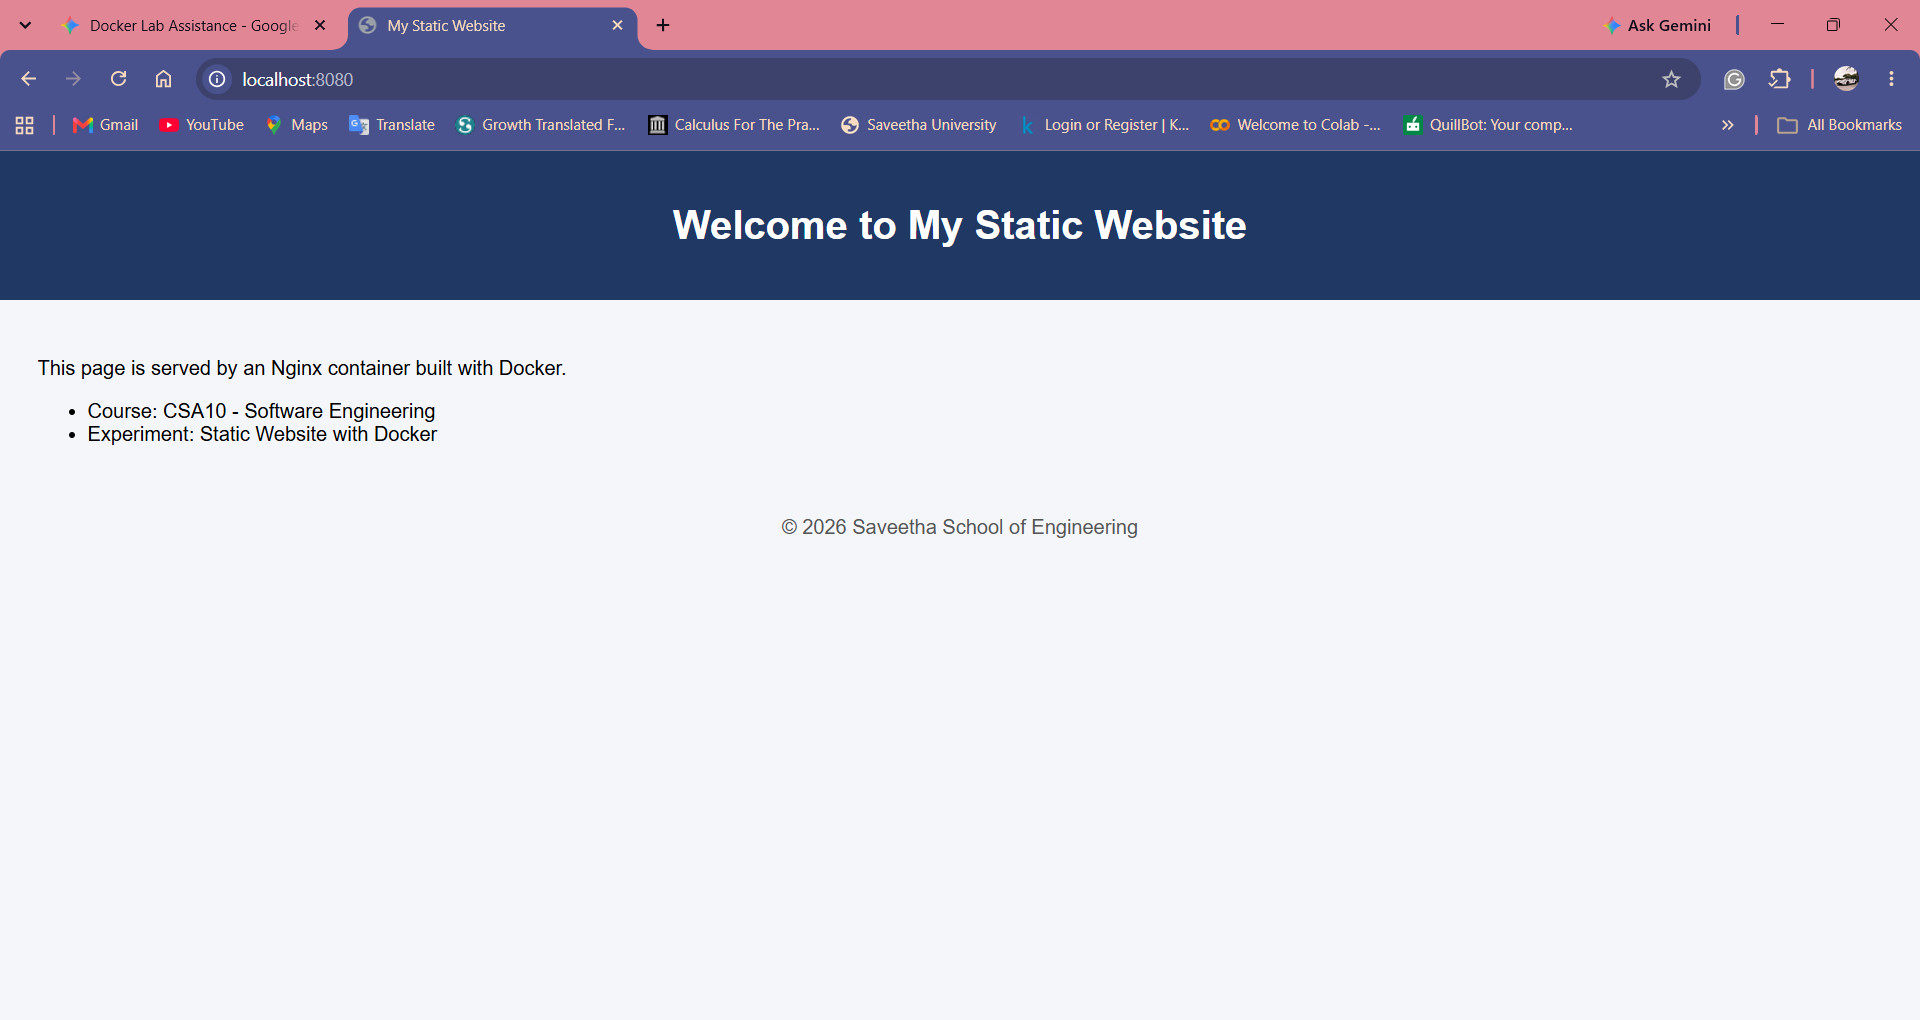 Docker Lab Assistance - Google
My Static Website
Ask Gemini
localhost:8080
Gmail
YouTube
Maps
Translate
Growth Translated F...
Calculus For The Pra...
Saveetha University
Login or Register | K...
Welcome to Colab -...
QuillBot: Your comp...
All Bookmarks
Welcome to My Static Website
This page is served by an Nginx container built with Docker.
• Course: CSA10 - Software Engineering
• Experiment: Static Website with Docker
© 2026 Saveetha School of Engineering